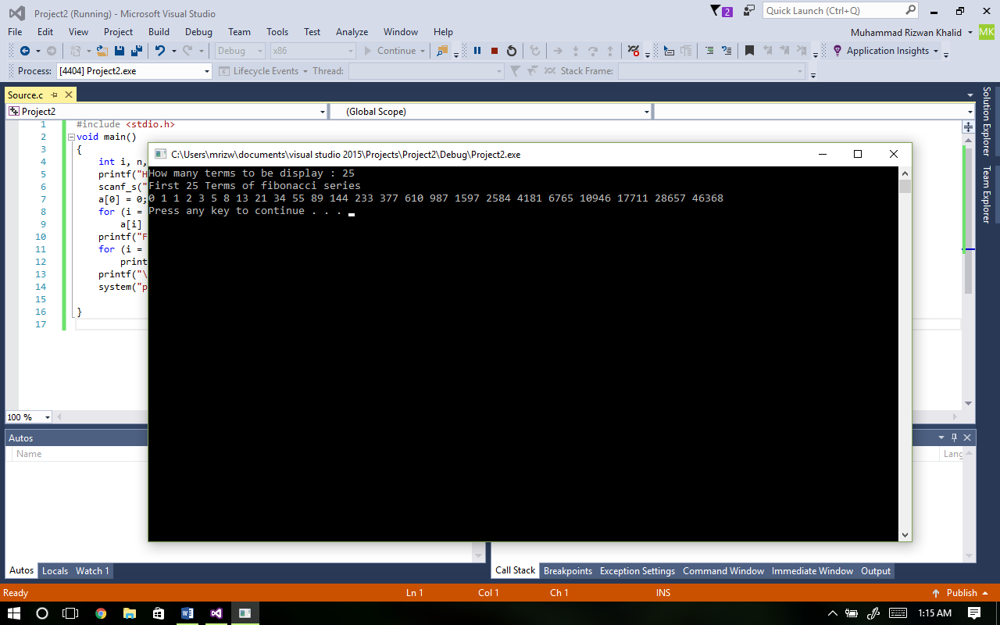 Project2 (Running) - Microsoft Visual Studio
2
Quick Launch (Ctrl+Q)
File Edit View Project Build Debug Team Tools Test Analyze Window Help
Muhammad Rizwan Khalid
MK
Debug x86 Continue Application Insights
Process: [4404] Project2.exe Lifecycle Events Thread: Stack Frame:
Source.c
Project2 (Global Scope)
1 #include <stdio.h>
2 void main()
3 {
4 int i, n,
5 printf("H
6 scanf_s("
7 a[0] = 0;
8 for (i =
9 a[i]
10 printf("F
11 for (i =
12 print
13 printf("\
14 system("p
15
16 }
17
C:\Users\mrizw\documents\visual studio 2015\Projects\Project2\Debug\Project2.exe
How many terms to be display : 25
First 25 Terms of fibonacci series
0 1 1 2 3 5 8 13 21 34 55 89 144 233 377 610 987 1597 2584 4181 6765 10946 17711 28657 46368
Press any key to continue . . .
Solution Explorer
Team Explorer
100 %
Autos
Name
Lang
Autos Locals Watch 1
Call Stack Breakpoints Exception Settings Command Window Immediate Window Output
Ready Ln 1 Col 1 Ch 1 INS Publish
1:15 AM